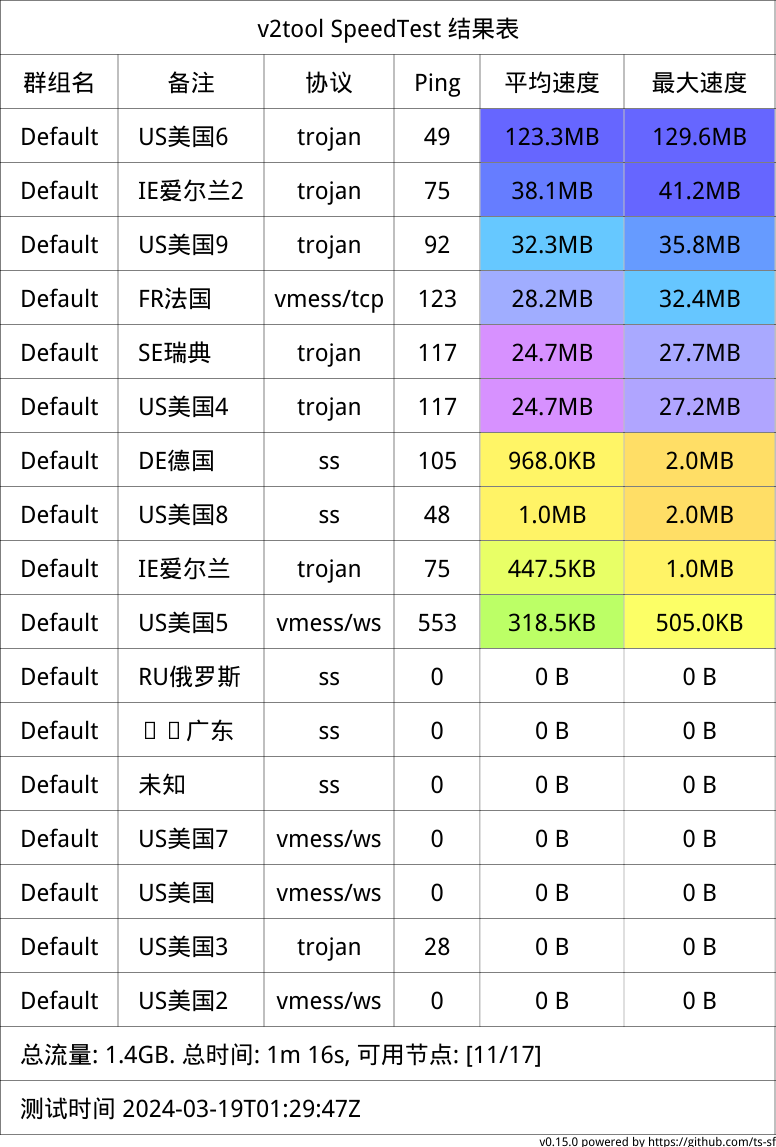 v2tool SpeedTest 结果表
群组名 备注 协议 Ping 平均速度 最大速度
Default US美国6 trojan 49 123.3MB 129.6MB
Default IE爱尔兰2 trojan 75 38.1MB 41.2MB
Default US美国9 trojan 92 32.3MB 35.8MB
Default FR法国 vmess/tcp 123 28.2MB 32.4MB
Default SE瑞典 trojan 117 24.7MB 27.7MB
Default US美国4 trojan 117 24.7MB 27.2MB
Default DE德国 ss 105 968.0KB 2.0MB
Default US美国8 ss 48 1.0MB 2.0MB
Default IE爱尔兰 trojan 75 447.5KB 1.0MB
Default US美国5 vmess/ws 553 318.5KB 505.0KB
Default RU俄罗斯 ss 0 0 B 0 B
Default 广东 ss 0 0 B 0 B
Default 未知 ss 0 0 B 0 B
Default US美国7 vmess/ws 0 0 B 0 B
Default US美国 vmess/ws 0 0 B 0 B
Default US美国3 trojan 28 0 B 0 B
Default US美国2 vmess/ws 0 0 B 0 B
总流量: 1.4GB. 总时间: 1m 16s, 可用节点: [11/17]
测试时间 2024-03-19T01:29:47Z
v0.15.0 powered by https://github.com/ts-sf